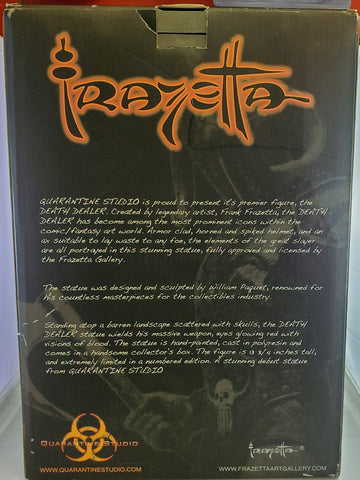 Frazetta
QUARANTINE STUDIO is proud to present it's premier figure, the
DEATH DEALER. Created by legendary artist, Frank Frazetta, the DEATH
DEALER has become among the most prominent icons within the
comic/fantasy art world. Armor clad, horned and spiked helmet, and an
ax suitable to lay waste to any foe, the elements of the great slayer
are all portrayed in this stunning statue, fully approved and licensed by
the Frazetta Gallery.
The statue was designed and sculpted by William Paquet, renowned for
his countless masterpieces for the collectibles industry.
Standing atop a barren landscape scattered with skulls, the DEATH
DEALER statue wields his massive weapon, eyes glowing red with
visions of blood. The statue is hand-painted, cast in polyresin and
comes in a handsome collector's box. The figure is 13 3/4 inches tall,
and extremely limited in a numbered edition. A stunning debut statue
from QUARANTINE STUDIO
Quarantine Studio
WWW.QUARANTINESTUDIO.COM
Frazetta ®
WWW.FRAZETTAARTGALLERY.COM